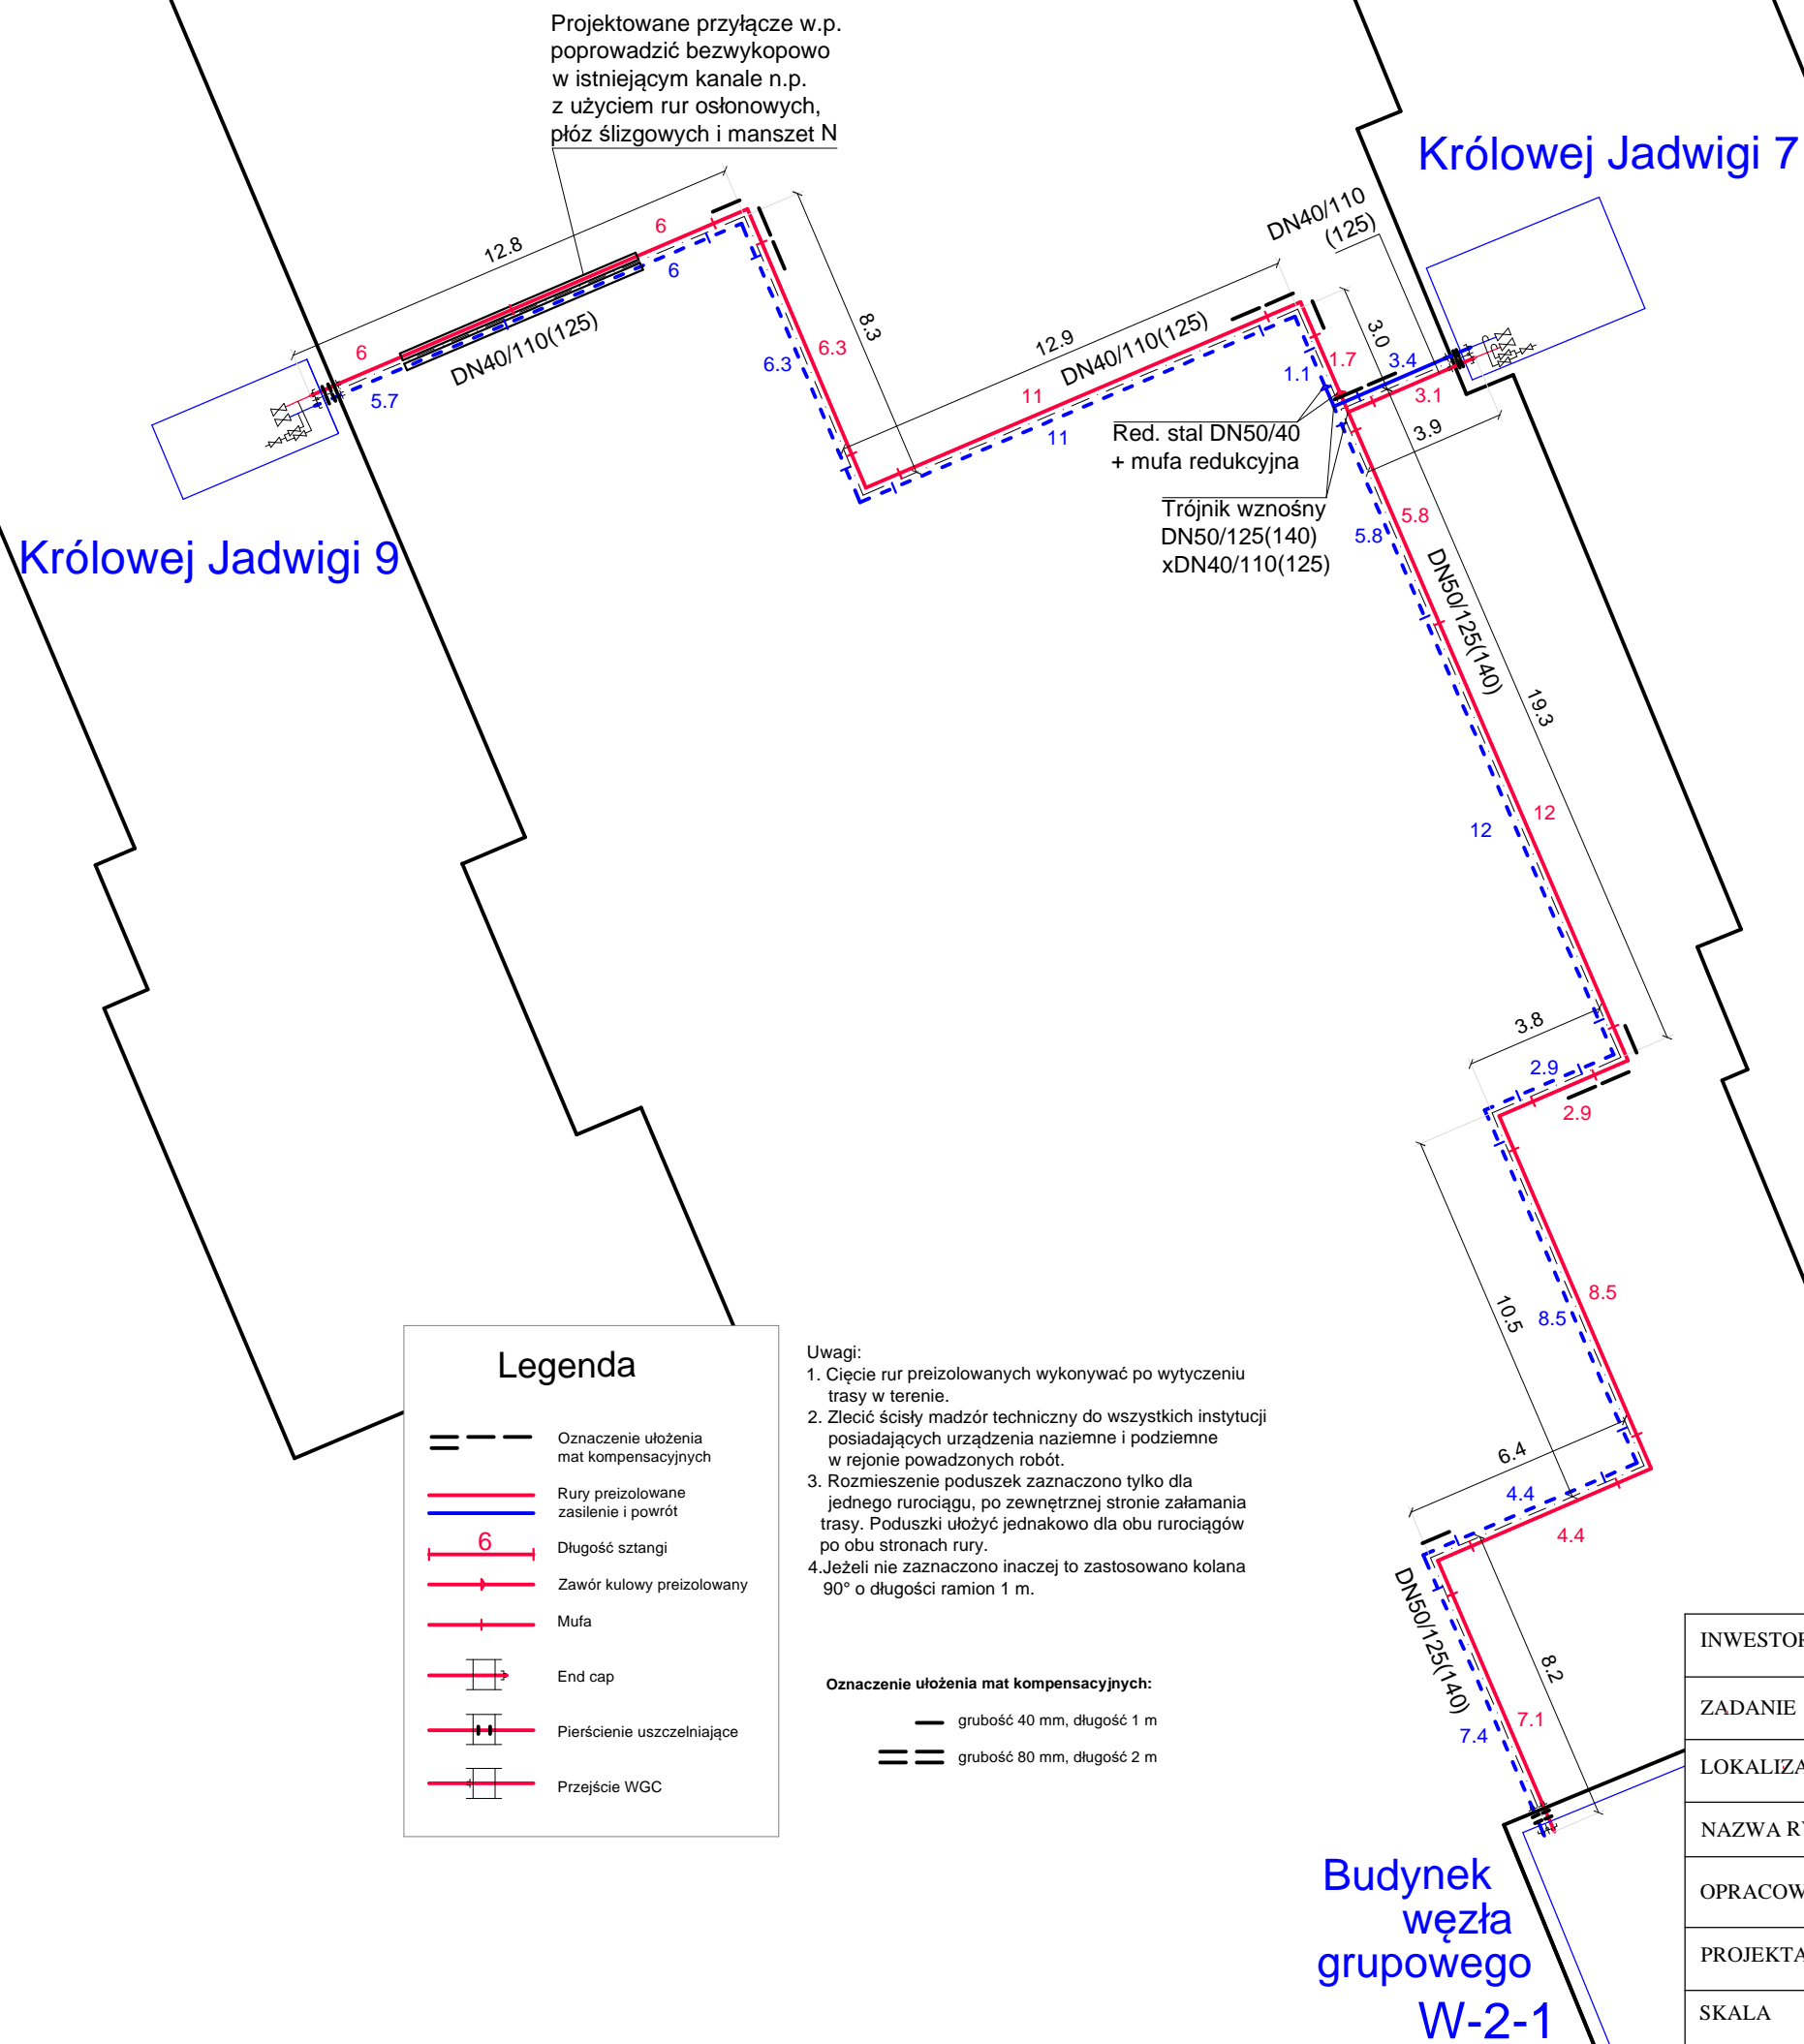 Projektowane przyłącze w.p.
poprowadzić bezwykopowo
w istniejącym kanale n.p.
z użyciem rur osłonowych,
płóz ślizgowych i manszet N
Królowej Jadwigi 7
DN40/110
(125)
12.8
6
6
DN40/110(125)
6
5.7
8.3
6.3
6.3
12.9
DN40/110(125)
11
11
3.0
1.7
1.1
3.4
3.1
3.9
Red. stal DN50/40
+ mufa redukcyjna
Trójnik wznośny
DN50/125(140)
xDN40/110(125)
Królowej Jadwigi 9
5.8
5.8
DN50/125(140)
19.3
12
12
3.8
2.9
2.9
10.5
8.5
8.5
6.4
4.4
4.4
DN50/125(140)
8.2
7.1
7.4
Legenda
Oznaczenie ułożenia
mat kompensacyjnych
Rury preizolowane
zasilenie i powrót
6
Długość sztangi
Zawór kulowy preizolowany
Mufa
End cap
Pierścienie uszczelniające
Przejście WGC
Uwagi:
1. Cięcie rur preizolowanych wykonywać po wytyczeniu
trasy w terenie.
2. Zlecić ścisły madzór techniczny do wszystkich instytucji
posiadających urządzenia naziemne i podziemne
w rejonie powadzonych robót.
3. Rozmieszenie poduszek zaznaczono tylko dla
jednego rurociągu, po zewnętrznej stronie załamania
trasy. Poduszki ułożyć jednakowo dla obu rurociągów
po obu stronach rury.
4.Jeżeli nie zaznaczono inaczej to zastosowano kolana
90° o długości ramion 1 m.
Oznaczenie ułożenia mat kompensacyjnych:
grubość 40 mm, długość 1 m
grubość 80 mm, długość 2 m
Budynek
węzła
grupowego
W-2-1
INWESTOR
ZADANIE
LOKALIZA
NAZWA RY
OPRACOW
PROJEKTA
SKALA